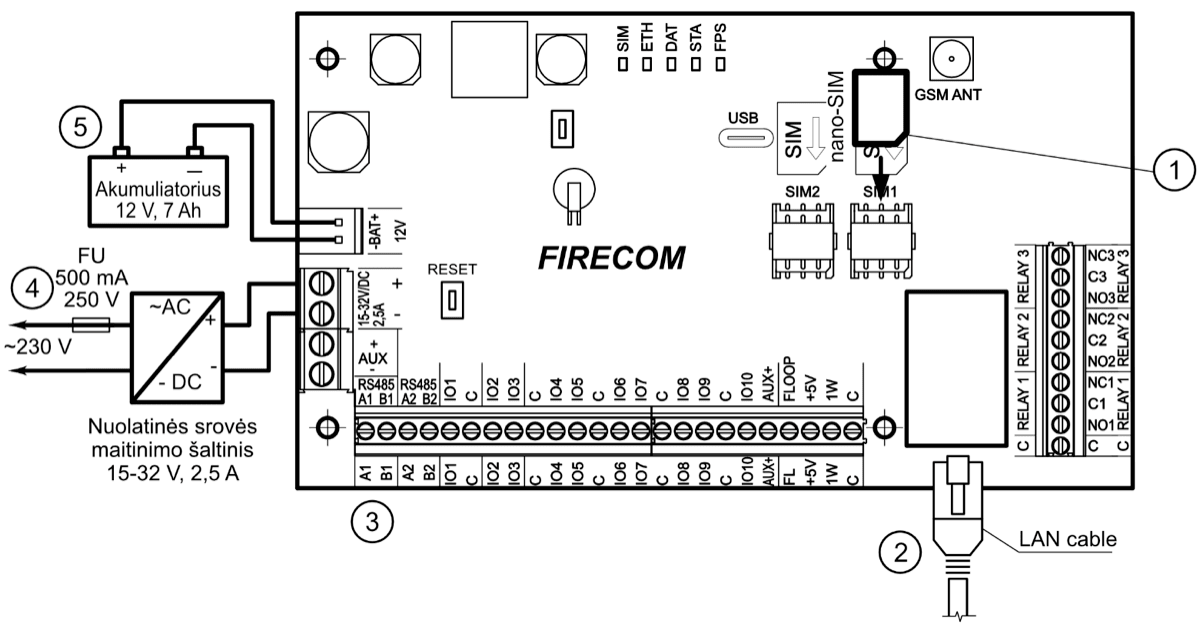 SIM
ETH
DAT
STA
FPS
GSM ANT
USB
SIM
nano-SIM
SIM2
SIM1
1
5
+ –
Akumuliatorius
12 V, 7 Ah
-BAT+
12V
FIRECOM
RESET
4
FU
500 mA
250 V
~230 V
~AC
+
-
- DC
15-32V/DC
2,5A
+
-
+
AUX
-
Nuolatinės srovės
maitinimo šaltinis
15-32 V, 2,5 A
RS485 RS485
A1 B1 A2 B2 IO1 C IO2 IO3 C IO4 IO5 C IO6 IO7 C IO8 IO9 C IO10 AUX+ FLOOP +5V 1W C
A1 B1 A2 B2 IO1 C IO2 IO3 C IO4 IO5 C IO6 IO7 C IO8 IO9 C IO10 AUX+ FL +5V 1W C
RELAY 3
NC3
C3
NO3
RELAY 3
RELAY 2
NC2
C2
NO2
RELAY 2
RELAY 1
NC1
C1
NO1
RELAY 1
C C C
3
2
LAN cable